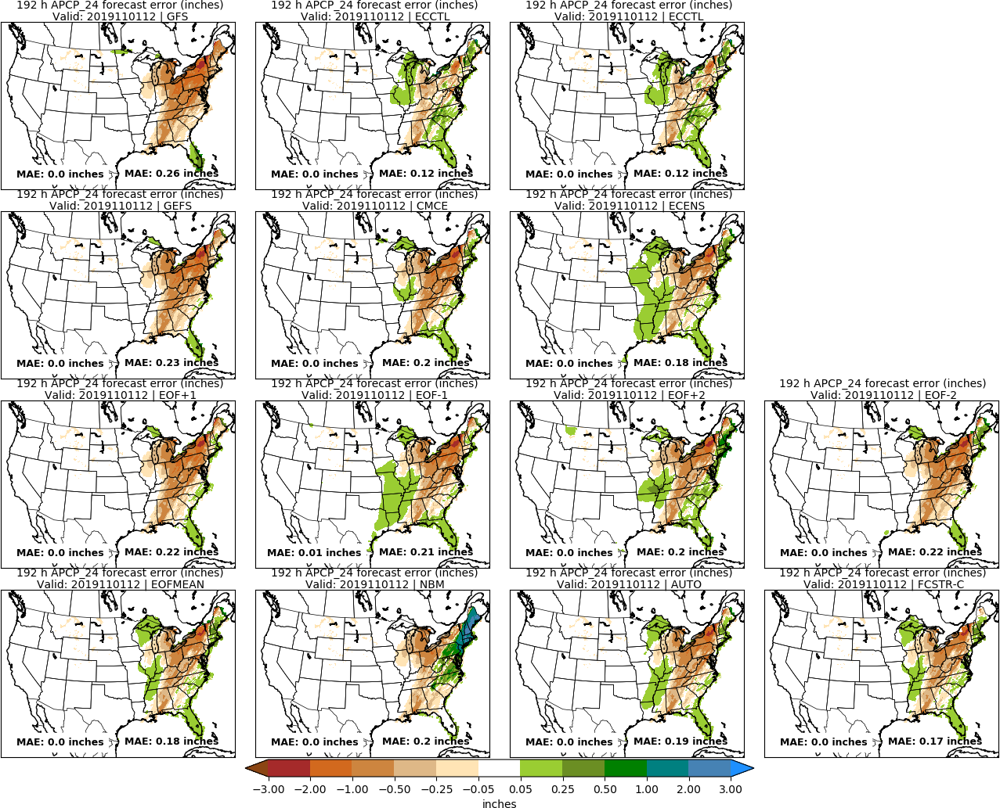 192 h APCP_24 forecast error (inches)
Valid: 2019110112 | GFS
MAE: 0.0 inches
MAE: 0.26 inches
192 h APCP_24 forecast error (inches)
Valid: 2019110112 | ECCTL
MAE: 0.0 inches
MAE: 0.12 inches
192 h APCP_24 forecast error (inches)
Valid: 2019110112 | ECCTL
MAE: 0.0 inches
MAE: 0.12 inches
192 h APCP_24 forecast error (inches)
Valid: 2019110112 | GEFS
MAE: 0.0 inches
MAE: 0.23 inches
192 h APCP_24 forecast error (inches)
Valid: 2019110112 | CMCE
MAE: 0.0 inches
MAE: 0.2 inches
192 h APCP_24 forecast error (inches)
Valid: 2019110112 | ECENS
MAE: 0.0 inches
MAE: 0.18 inches
192 h APCP_24 forecast error (inches)
Valid: 2019110112 | EOF+1
MAE: 0.0 inches
MAE: 0.22 inches
192 h APCP_24 forecast error (inches)
Valid: 2019110112 | EOF-1
MAE: 0.01 inches
MAE: 0.21 inches
192 h APCP_24 forecast error (inches)
Valid: 2019110112 | EOF+2
MAE: 0.0 inches
MAE: 0.2 inches
192 h APCP_24 forecast error (inches)
Valid: 2019110112 | EOF-2
MAE: 0.0 inches
MAE: 0.22 inches
192 h APCP_24 forecast error (inches)
Valid: 2019110112 | EOFMEAN
MAE: 0.0 inches
MAE: 0.18 inches
192 h APCP_24 forecast error (inches)
Valid: 2019110112 | NBM
MAE: 0.0 inches
MAE: 0.2 inches
192 h APCP_24 forecast error (inches)
Valid: 2019110112 | AUTO
MAE: 0.0 inches
MAE: 0.19 inches
192 h APCP_24 forecast error (inches)
Valid: 2019110112 | FCSTR-C
MAE: 0.0 inches
MAE: 0.17 inches
−3.00 −2.00 −1.00 −0.50 −0.25 −0.05 0.05 0.25 0.50 1.00 2.00 3.00
inches